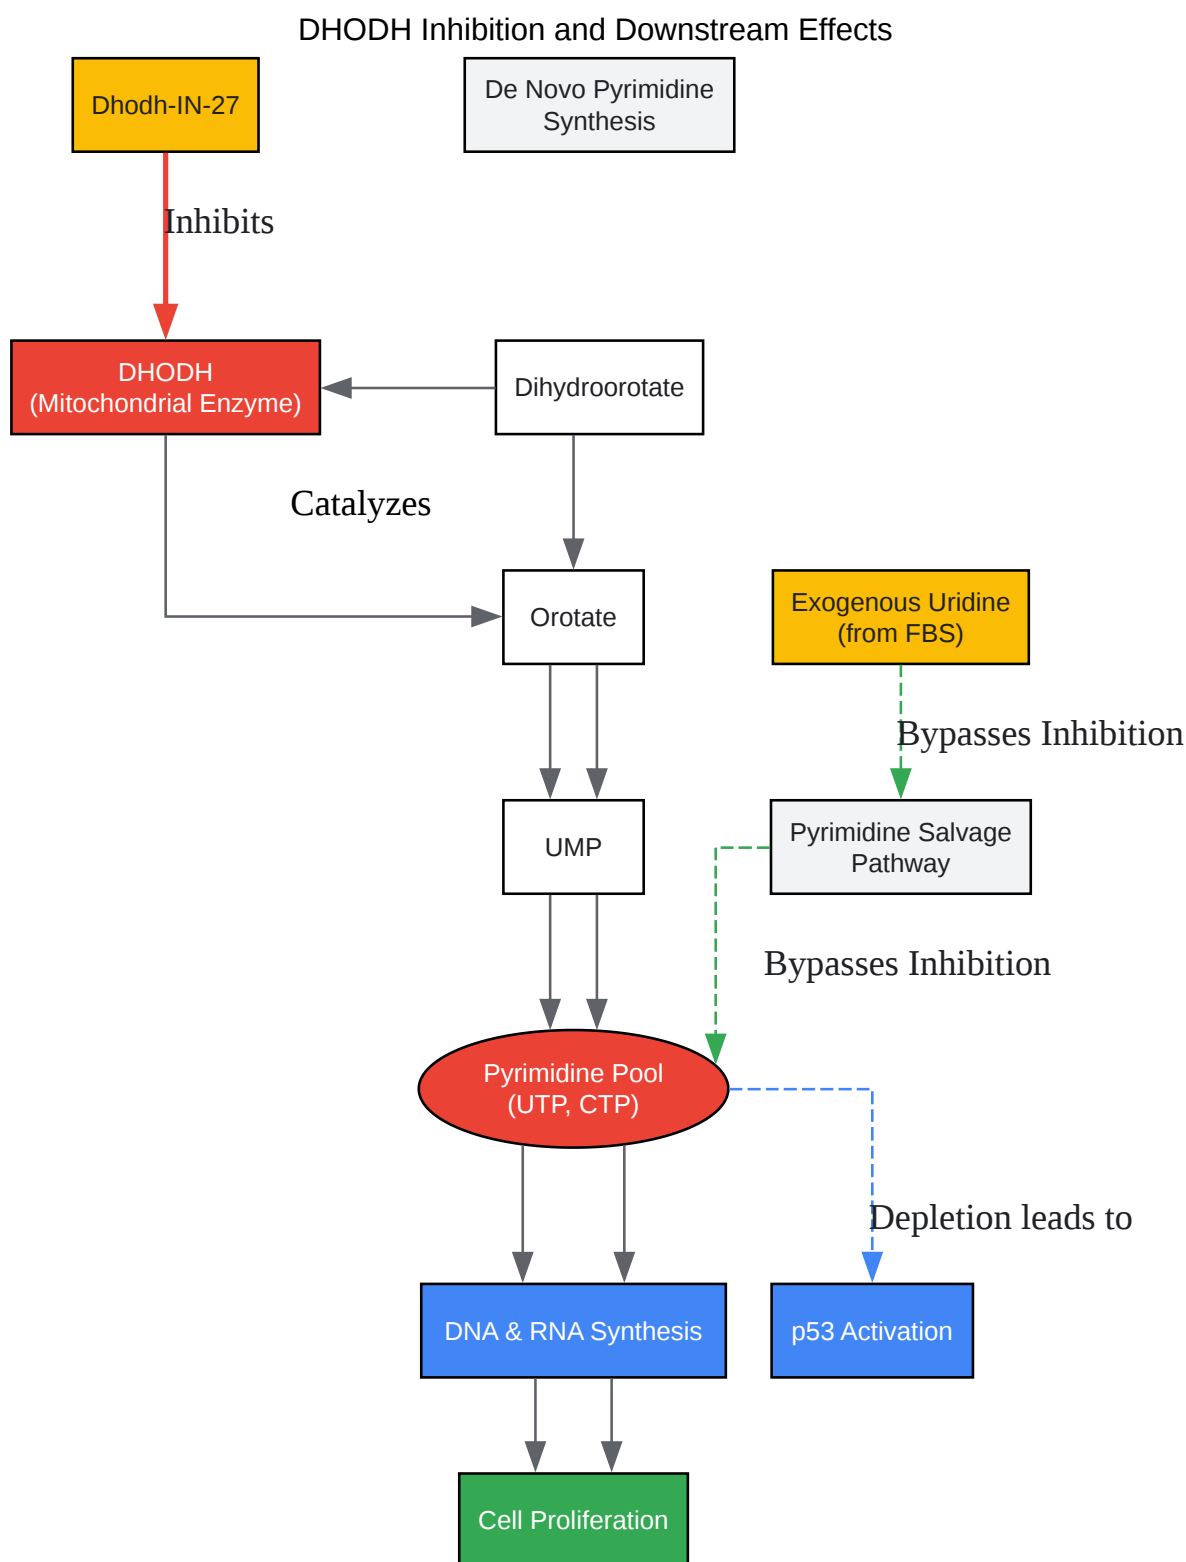 DHODH Inhibition and Downstream Effects
Dhodh-IN-27
De Novo Pyrimidine
Synthesis
Inhibits
DHODH
(Mitochondrial Enzyme)
Dihydroorotate
Catalyzes
Orotate
Exogenous Uridine
(from FBS)
Bypasses Inhibition
UMP
Pyrimidine Salvage
Pathway
Bypasses Inhibition
Pyrimidine Pool
(UTP, CTP)
Depletion leads to
DNA & RNA Synthesis
p53 Activation
Cell Proliferation